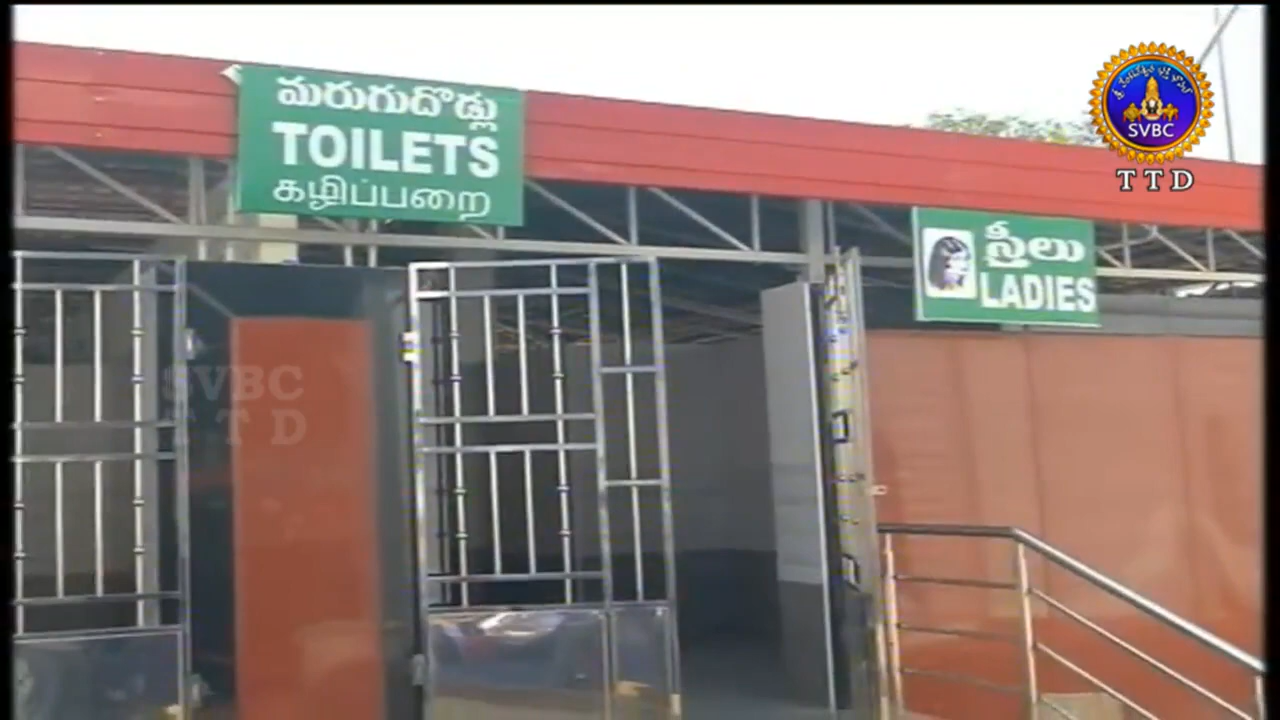 మరుగుదొడ్లు
TOILETS
கழிப்பறை
స్త్రీలు
LADIES
SVBC
TTD
SVBC
TTD